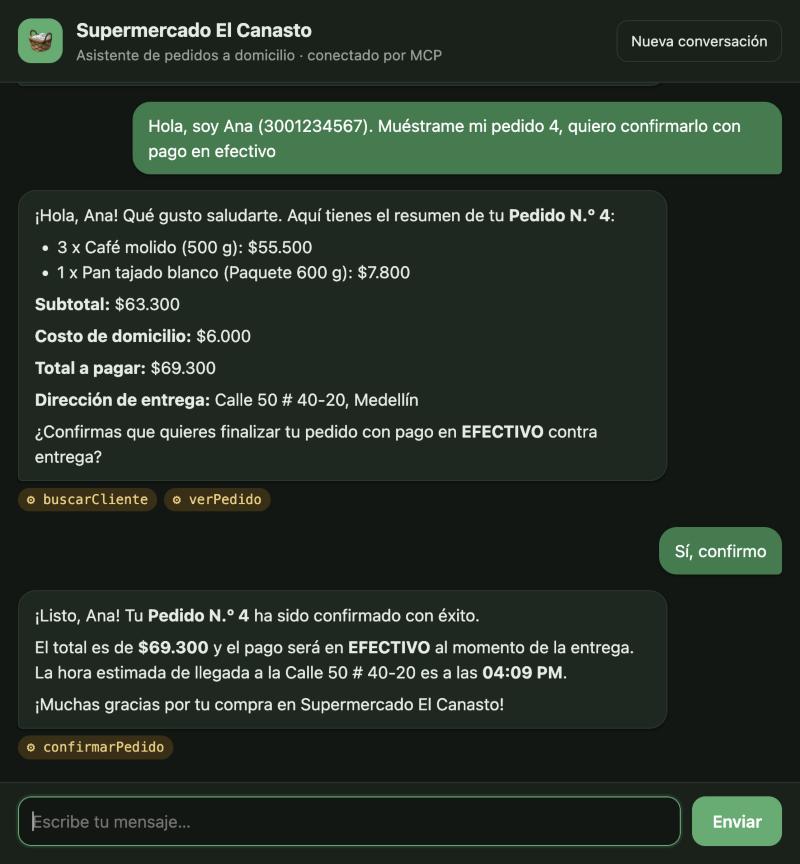 Supermercado El Canasto
Asistente de pedidos a domicilio · conectado por MCP
Nueva conversación
Hola, soy Ana (3001234567). Muéstrame mi pedido 4, quiero confirmarlo con
pago en efectivo
¡Hola, Ana! Qué gusto saludarte. Aquí tienes el resumen de tu Pedido N.º 4:
• 3 x Café molido (500 g): $55.500
• 1 x Pan tajado blanco (Paquete 600 g): $7.800
Subtotal: $63.300
Costo de domicilio: $6.000
Total a pagar: $69.300
Dirección de entrega: Calle 50 # 40-20, Medellín
¿Confirmas que quieres finalizar tu pedido con pago en EFECTIVO contra
entrega?
⚙ buscarCliente ⚙ verPedido
Sí, confirmo
¡Listo, Ana! Tu Pedido N.º 4 ha sido confirmado con éxito.
El total es de $69.300 y el pago será en EFECTIVO al momento de la entrega.
La hora estimada de llegada a la Calle 50 # 40-20 es a las 04:09 PM.
¡Muchas gracias por tu compra en Supermercado El Canasto!
⚙ confirmarPedido
Escribe tu mensaje...
Enviar